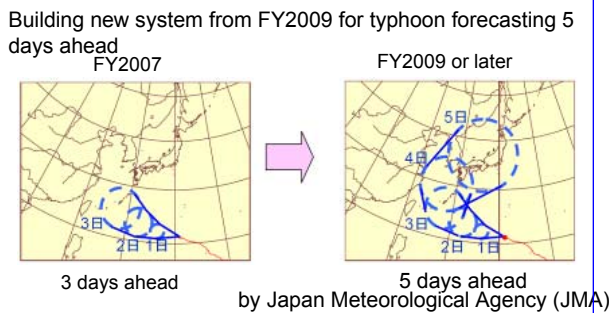 Building new system from FY2009 for typhoon forecasting 5
days ahead
FY2007
FY2009 or later
3日
2日
1日
5日
4日
3日
2日
1日
3 days ahead
5 days ahead
by Japan Meteorological Agency (JMA)